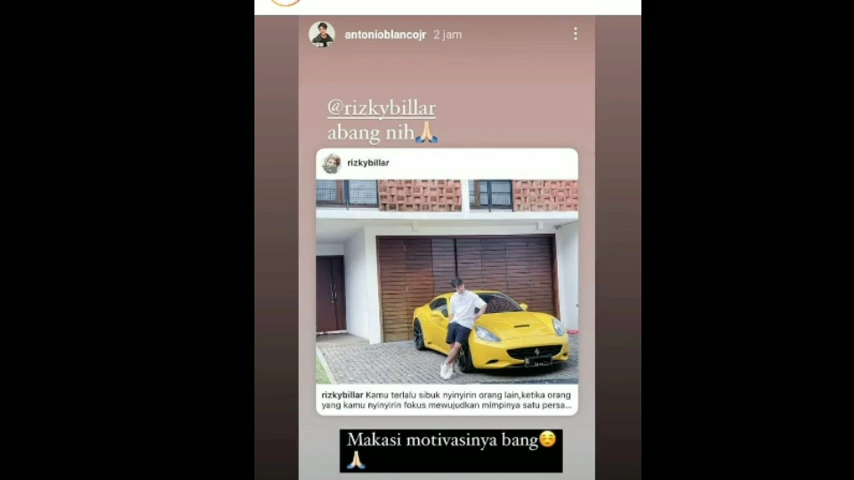 antonioblancojr 2 jam
@rizkybillar
abang nih🙏🏻
rizkybillar
rizkybillar Kamu terlalu sibuk nyinyirin orang lain,ketika orang
yang kamu nyinyirin fokus mewujudkan mimpinya satu persa...
Makasi motivasinya bang☺️
🙏🏻